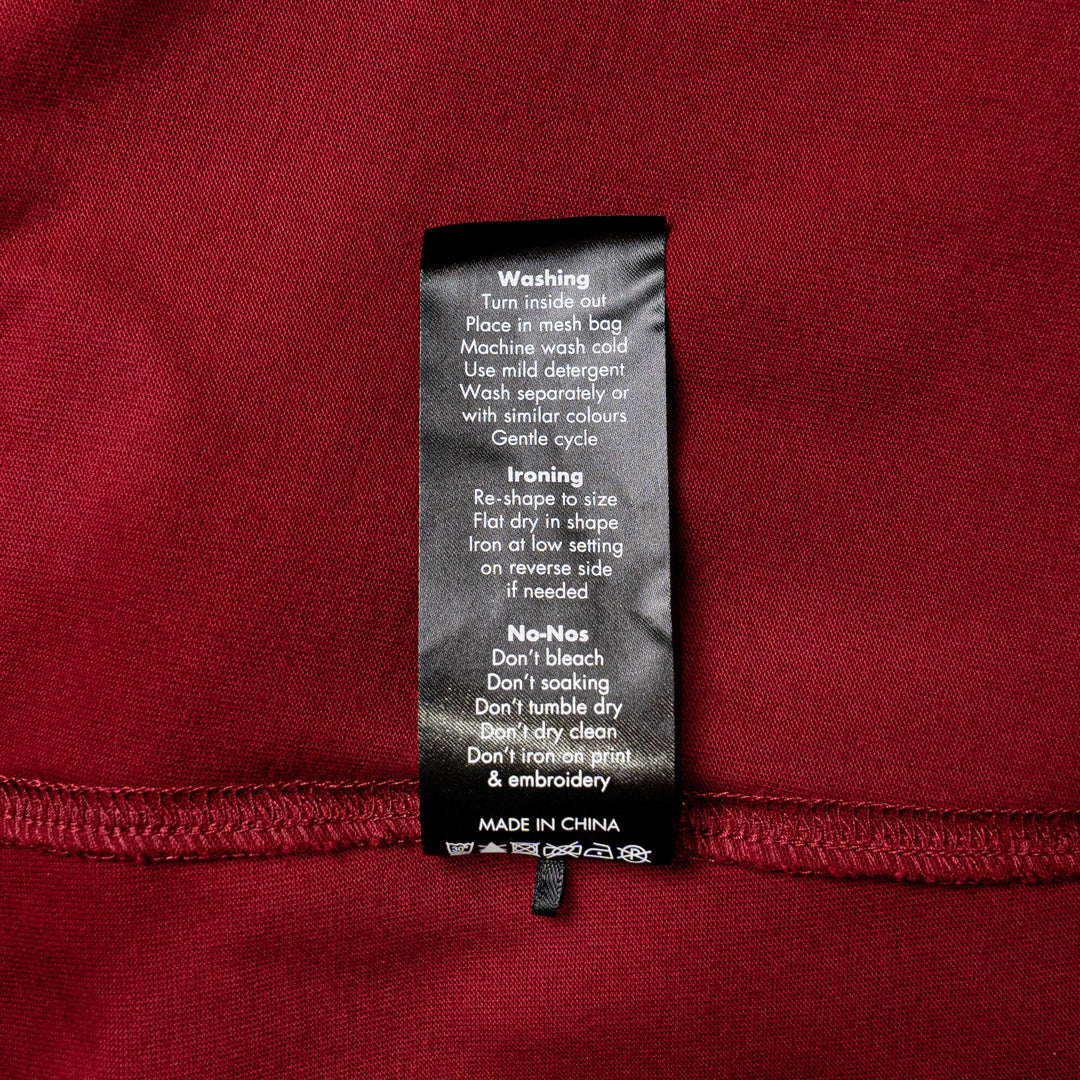 Washing
Turn inside out
Place in mesh bag
Machine wash cold
Use mild detergent
Wash separately or
with similar colours
Gentle cycle
Ironing
Re-shape to size
Flat dry in shape
Iron at low setting
on reverse side
if needed
No-Nos
Don't bleach
Don't soaking
Don't tumble dry
Don't dry clean
Don't iron on print
& embroidery
MADE IN CHINA